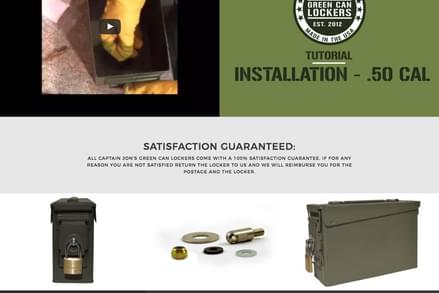 GREEN CAN
LOCKERS
EST. 2012
MADE IN THE USA
TUTORIAL
INSTALLATION - .50 CAL
SATISFACTION GUARANTEED:
ALL CAPTAIN JON'S GREEN CAN LOCKERS COME WITH A 100% SATISFACTION GUARANTEE. IF FOR ANY
REASON YOU ARE NOT SATISFIED RETURN THE LOCKER TO US AND WE WILL REIMBURSE YOU FOR THE
POSTAGE AND THE LOCKER.